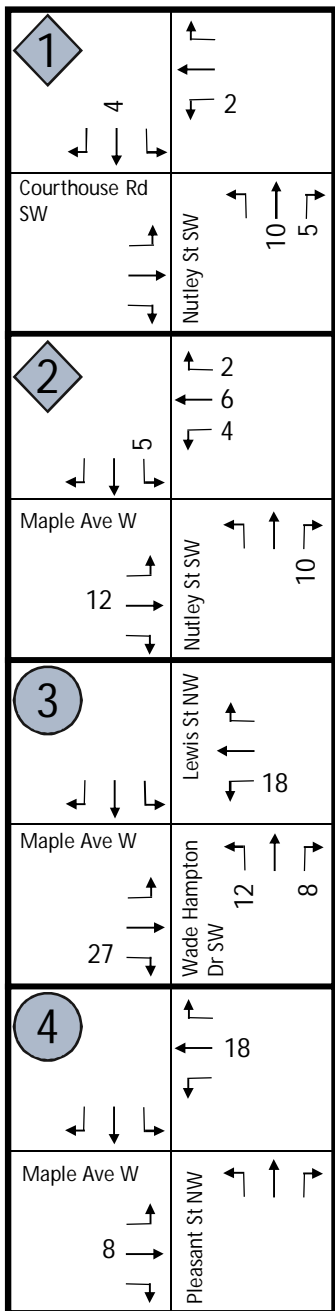 1
4
2
Courthouse Rd
SW
Nutley St SW
10
5
2
5
2
6
4
Maple Ave W
12
Nutley St SW
10
3
Lewis St NW
18
Maple Ave W
27
Wade Hampton
Dr SW
12
8
4
18
Maple Ave W
8
Pleasant St NW